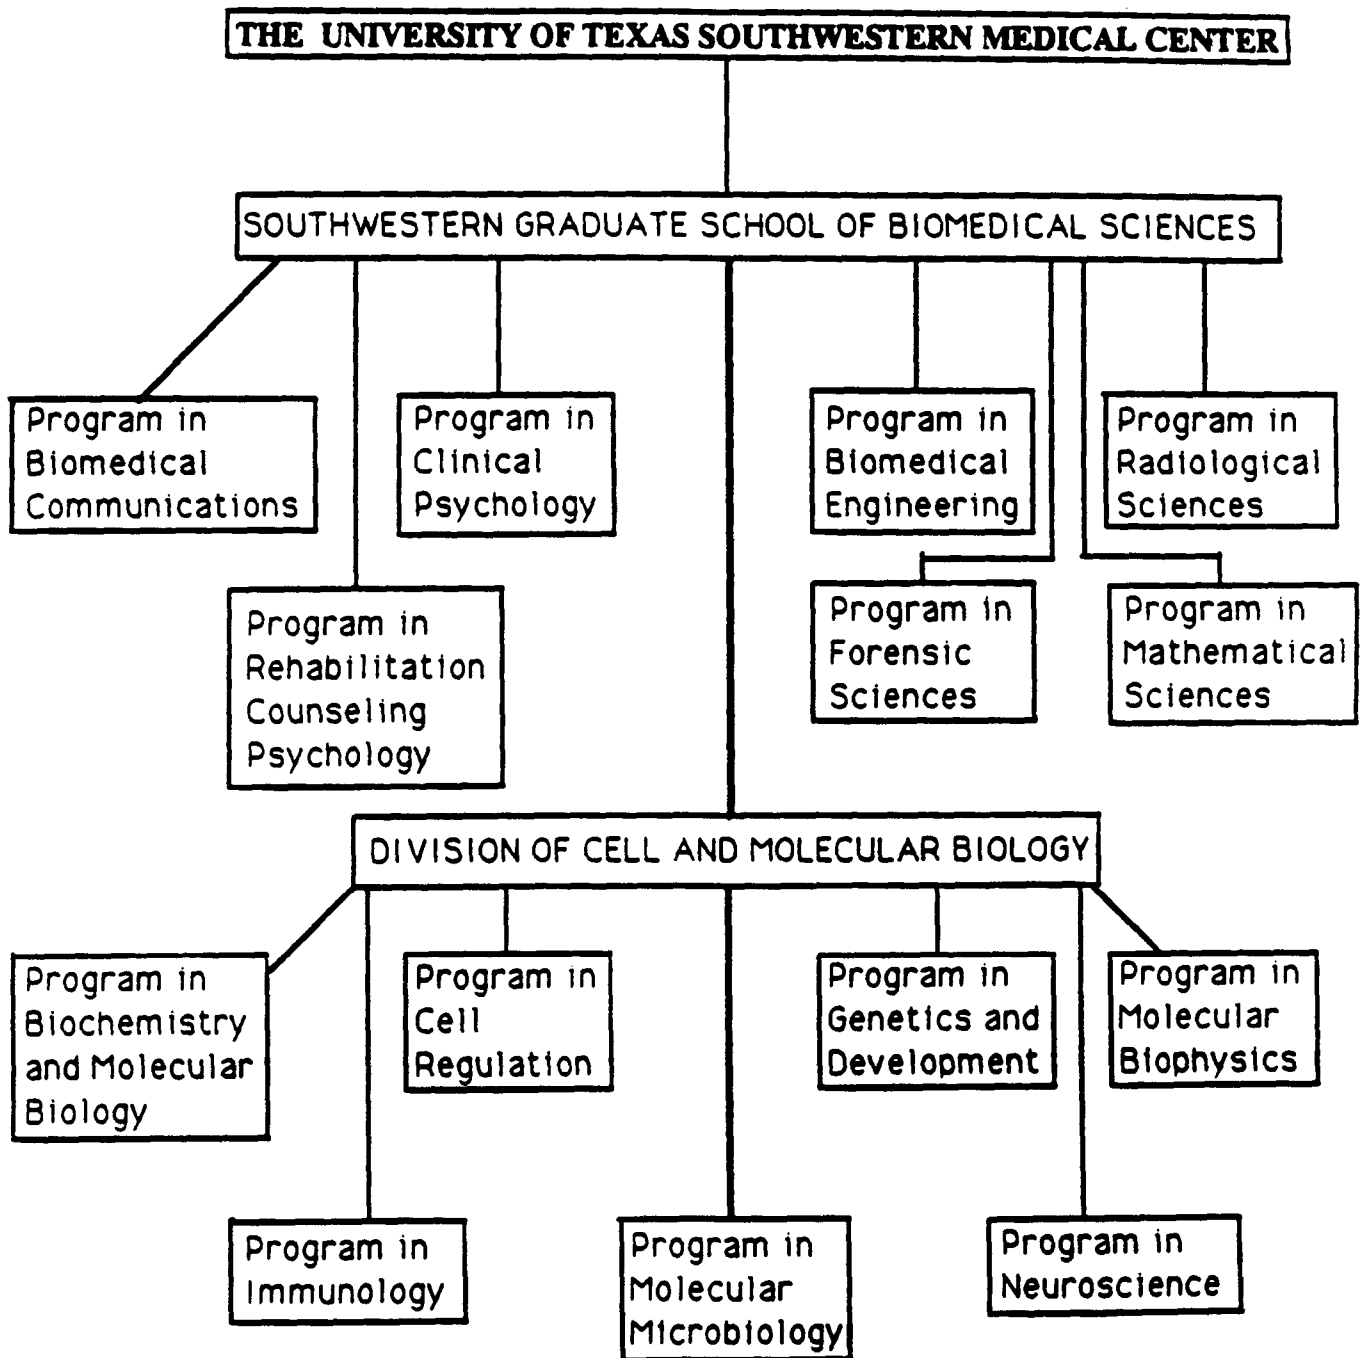 THE UNIVERSITY OF TEXAS SOUTHWESTERN MEDICAL CENTER
SOUTHWESTERN GRADUATE SCHOOL OF BIOMEDICAL SCIENCES
Program in
Biomedical
Communications
Program in
Clinical
Psychology
Program in
Biomedical
Engineering
Program in
Radiological
Sciences
Program in
Rehabilitation
Counseling
Psychology
Program in
Forensic
Sciences
Program in
Mathematical
Sciences
DIVISION OF CELL AND MOLECULAR BIOLOGY
Program in
Biochemistry
and Molecular
Biology
Program in
Cell
Regulation
Program in
Genetics and
Development
Program in
Molecular
Biophysics
Program in
Immunology
Program in
Molecular
Microbiology
Program in
Neuroscience